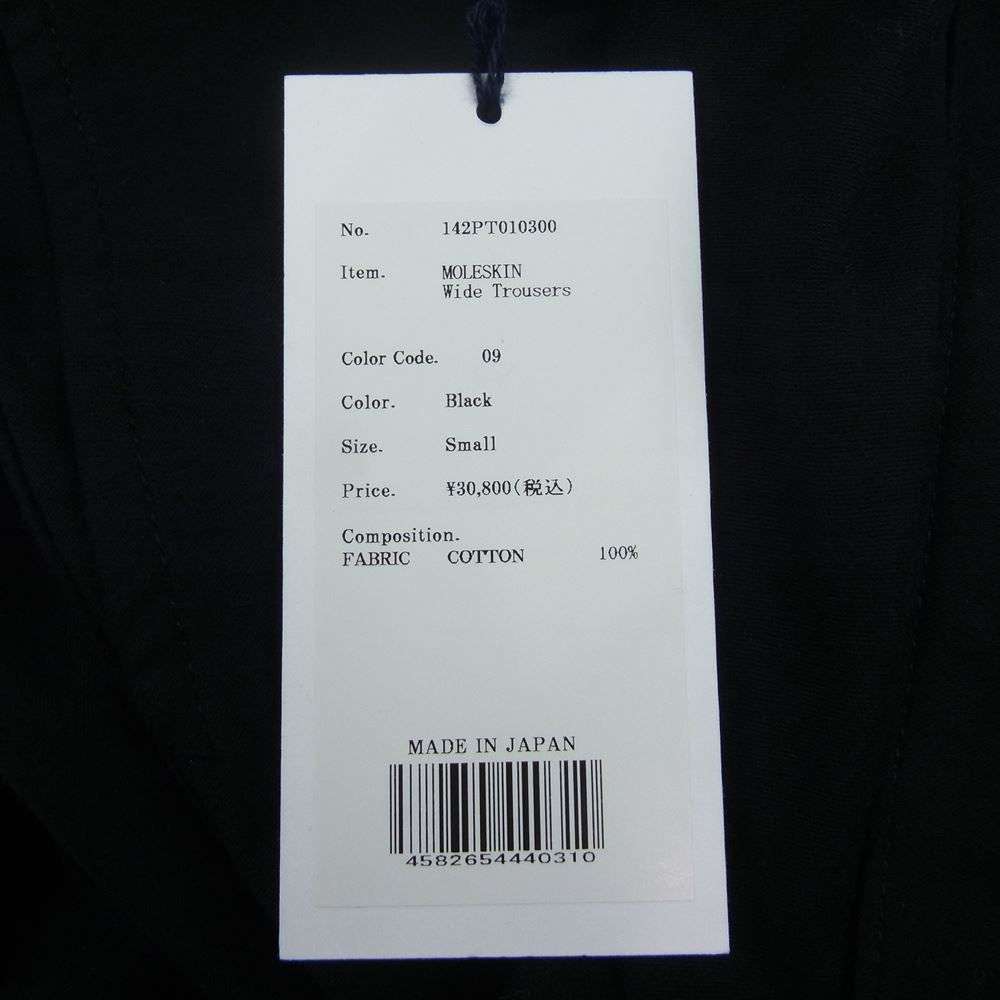 No. 142PT010300
Item. MOLESKIN
Wide Trousers
Color Code. 09
Color. Black
Size. Small
Price. ¥30,800(税込)
Composition.
FABRIC COTTON 100%
MADE IN JAPAN
4582654440310